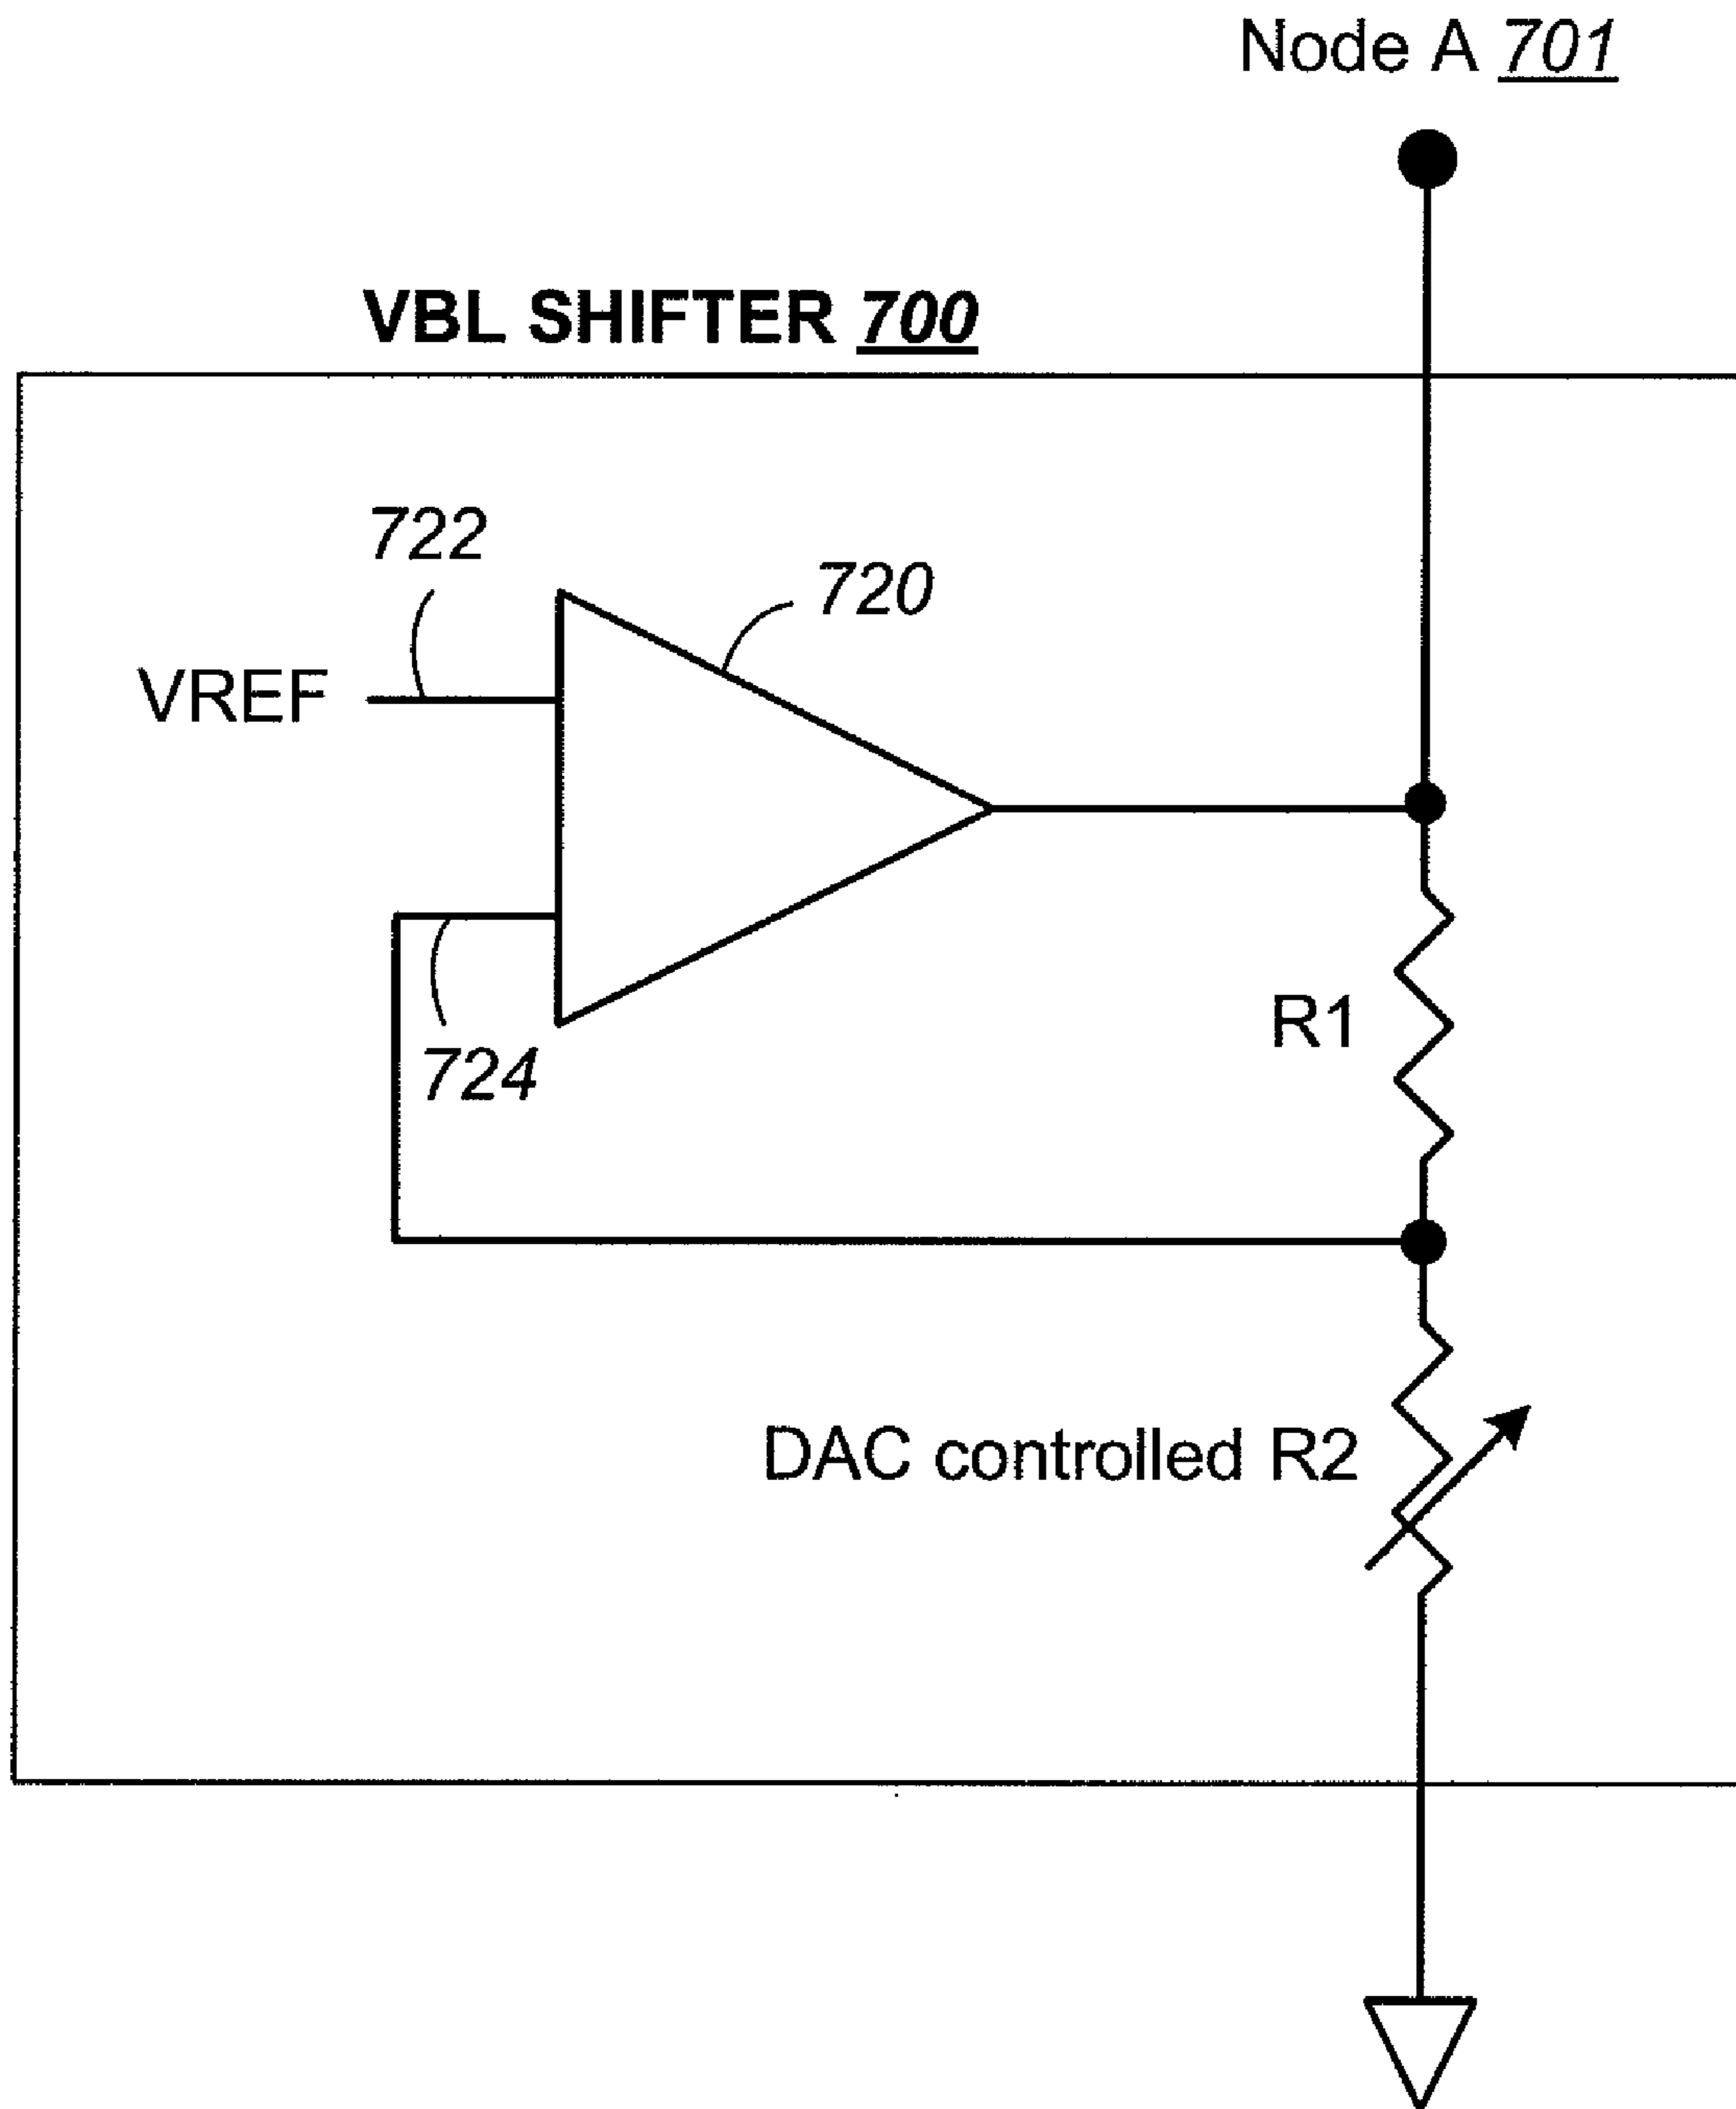 Node A 701
VBL SHIFTER 700
722
720
VREF
724
R1
DAC controlled R2